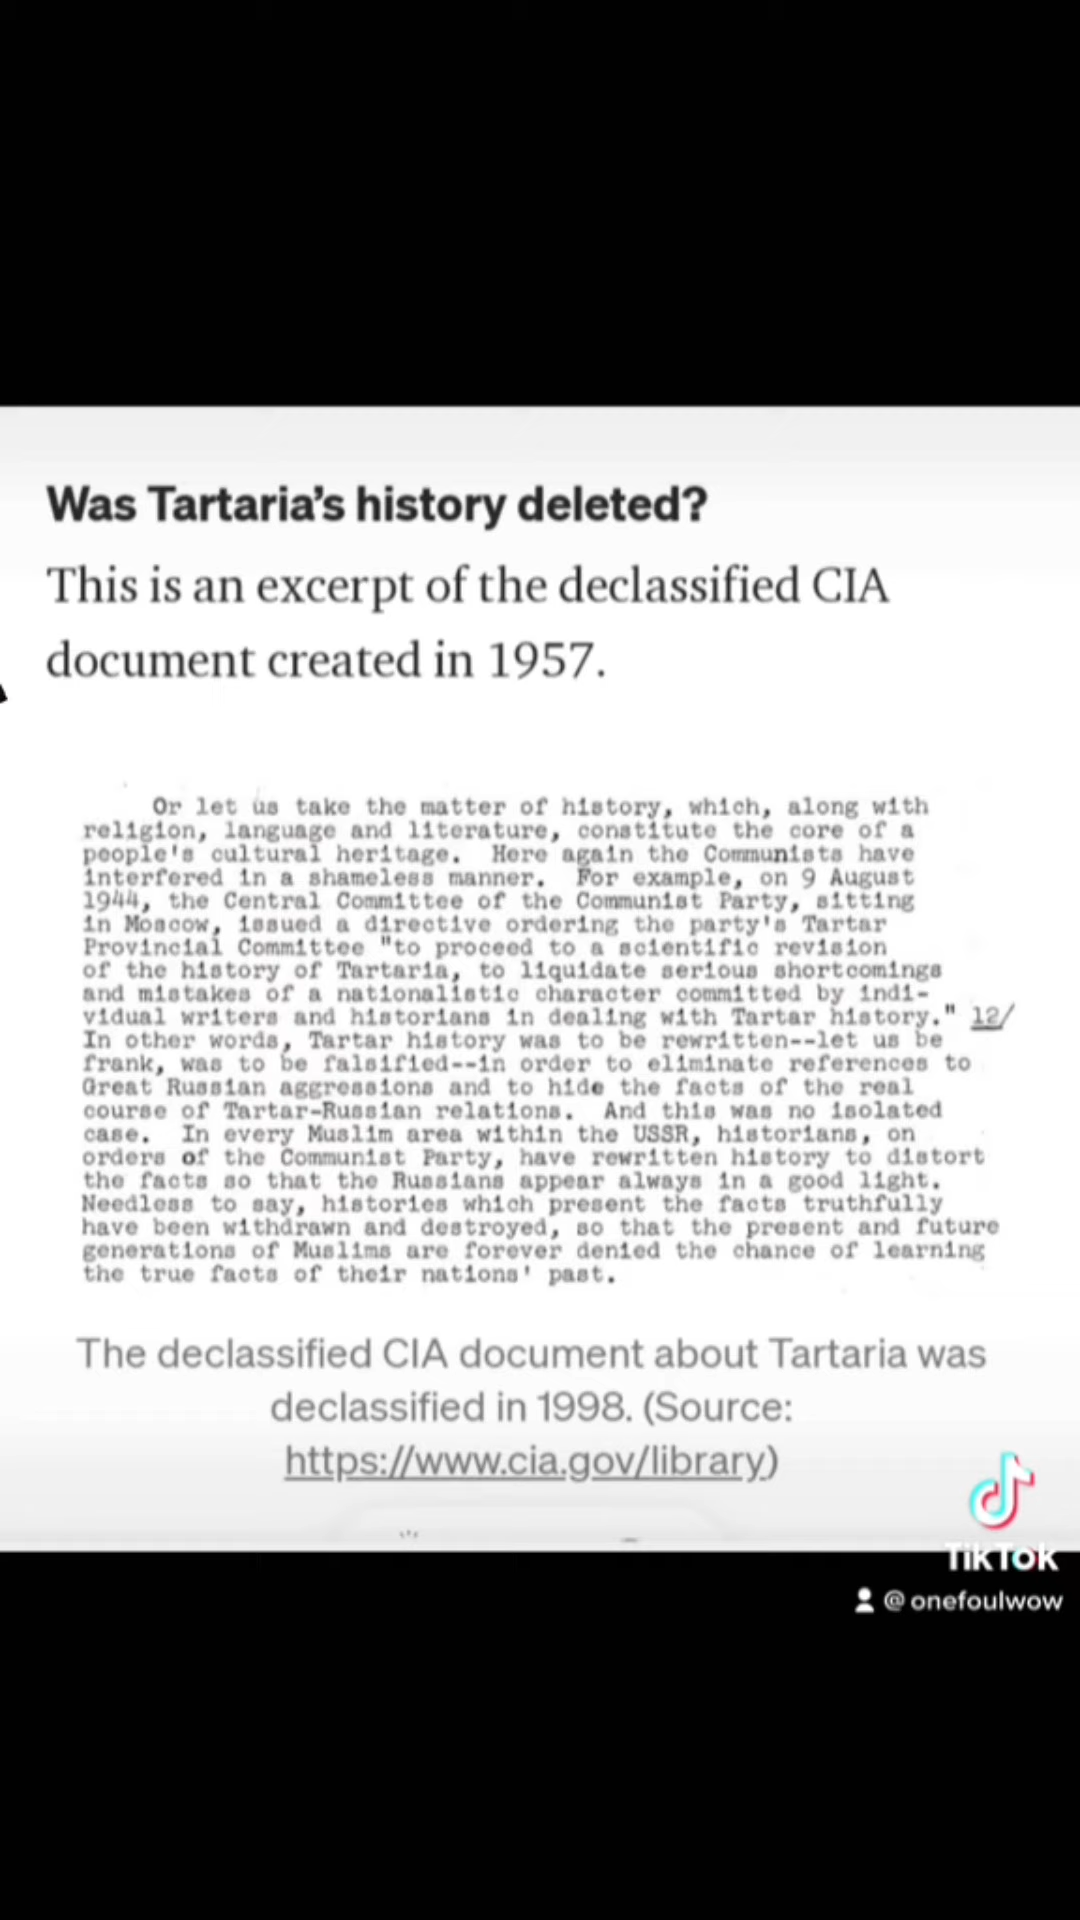 Was Tartaria's history deleted?
This is an excerpt of the declassified CIA
document created in 1957.
Or let us take the matter of history, which, along with
religion, language and literature, constitute the core of a
people's cultural heritage. Here again the Communists have
interfered in a shameless manner. For example, on 9 August
1944, the Central Committee of the Communist Party, sitting
in Moscow, issued a directive ordering the party's Tartar
Provincial Committee "to proceed to a scientific revision
of the history of Tartaria, to liquidate serious shortcomings
and mistakes of a nationalistic character committed by indi-
vidual writers and historians in dealing with Tartar history." 12/
In other words, Tartar history was to be rewritten--let us be
frank, was to be falsified--in order to eliminate references to
Great Russian aggressions and to hide the facts of the real
course of Tartar-Russian relations. And this was no isolated
case. In every Muslim area within the USSR, historians, on
orders of the Communist Party, have rewritten history to distort
the facts so that the Russians appear always in a good light.
Needless to say, histories which present the facts truthfully
have been withdrawn and destroyed, so that the present and future
generations of Muslims are forever denied the chance of learning
the true facts of their nations' past.
The declassified CIA document about Tartaria was
declassified in 1998. (Source:
https://www.cia.gov/library)
TikTok
@onefoulwow